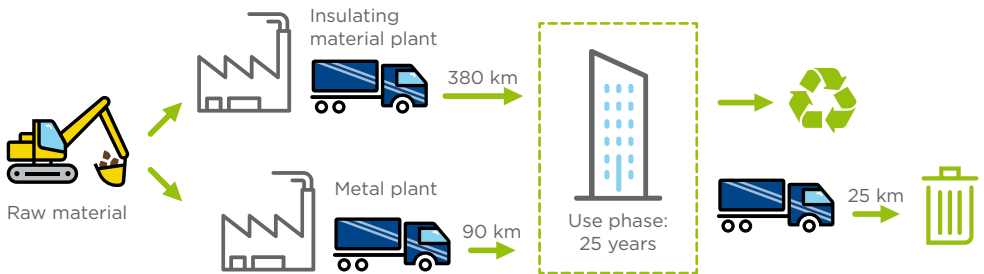 Insulating
material plant
380 km
Raw material
Metal plant
90 km
Use phase:
25 years
25 km